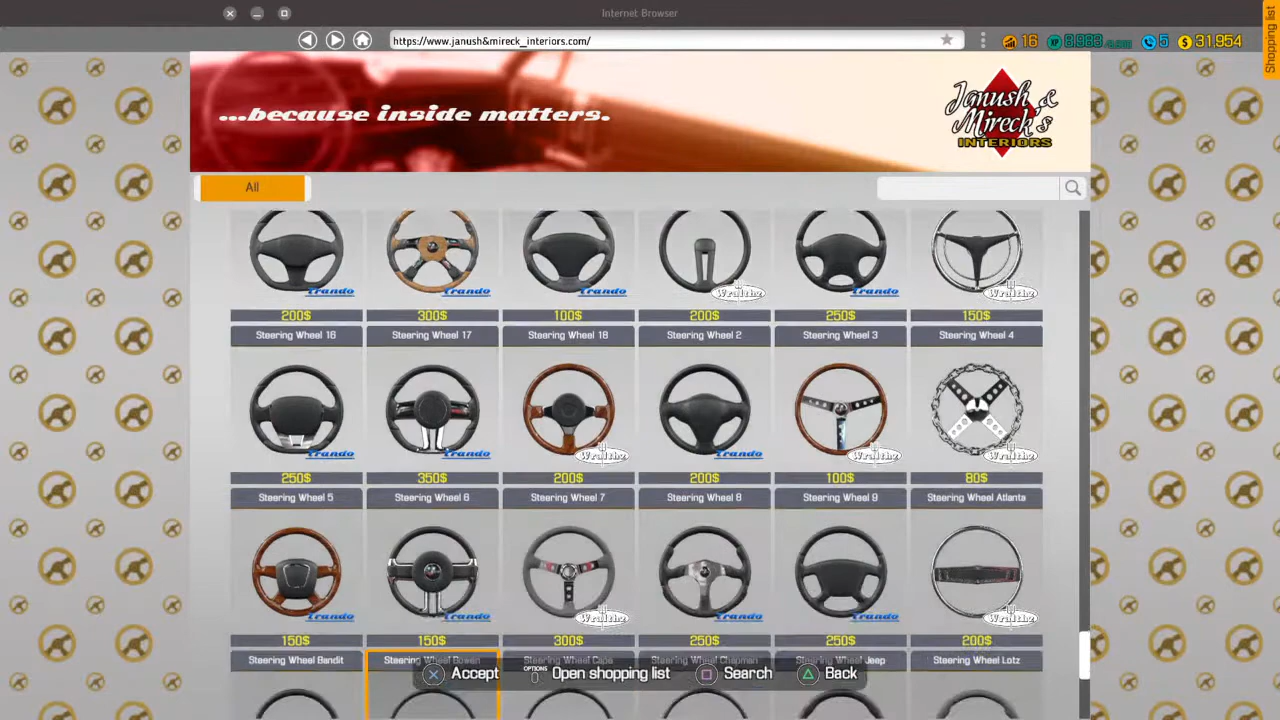 Internet Browser
https://www.janush&mireck_interiors.com/
16
XP 8,983
5
$ 31,954
Shopping list
...because inside matters.
Janush &
Mireck's
INTERIORS
All
Trando Trando Trando Wraithe Trando Wraithe
200$ 300$ 100$ 200$ 250$ 150$
Steering Wheel 16 Steering Wheel 17 Steering Wheel 18 Steering Wheel 2 Steering Wheel 3 Steering Wheel 4
Trando Trando Wraithe Trando Wraithe Wraithe
250$ 350$ 200$ 200$ 100$ 80$
Steering Wheel 5 Steering Wheel 6 Steering Wheel 7 Steering Wheel 8 Steering Wheel 9 Steering Wheel Atlanta
Trando Trando Wraithe Trando Trando Wraithe
150$ 150$ 300$ 250$ 250$ 200$
Steering Wheel Bandit Steering Wheel Bowen Steering Wheel Cape Steering Wheel Chapman Steering Wheel Jeep Steering Wheel Lotz
Accept OPTIONS Open shopping list Search Back